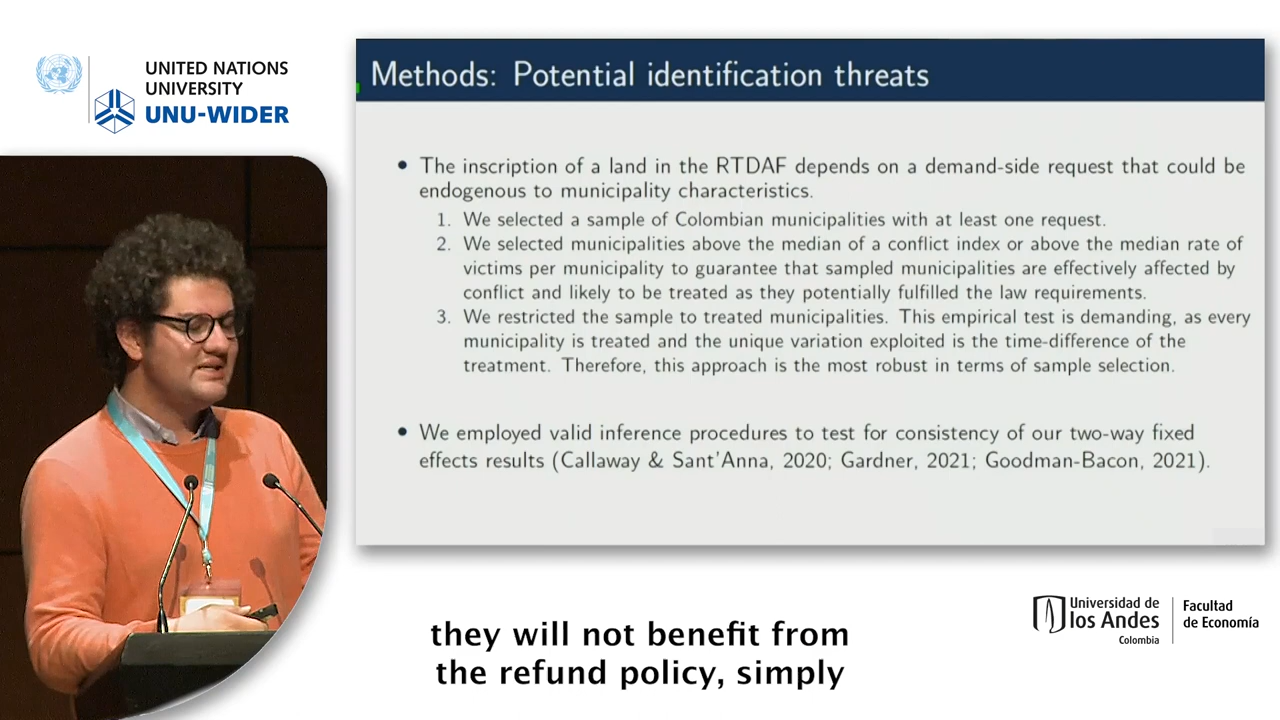 UNITED NATIONS
UNIVERSITY
UNU-WIDER
Methods: Potential identification threats
• The inscription of a land in the RTDAF depends on a demand-side request that could be
endogenous to municipality characteristics.
1. We selected a sample of Colombian municipalities with at least one request.
2. We selected municipalities above the median of a conflict index or above the median rate of
victims per municipality to guarantee that sampled municipalities are effectively affected by
conflict and likely to be treated as they potentially fulfilled the law requirements.
3. We restricted the sample to treated municipalities. This empirical test is demanding, as every
municipality is treated and the unique variation exploited is the time-difference of the
treatment. Therefore, this approach is the most robust in terms of sample selection.
• We employed valid inference procedures to test for consistency of our two-way fixed
effects results (Callaway & Sant'Anna, 2020; Gardner, 2021; Goodman-Bacon, 2021).
they will not benefit from
the refund policy, simply
Universidad de
los Andes
Colombia
Facultad
de Economía